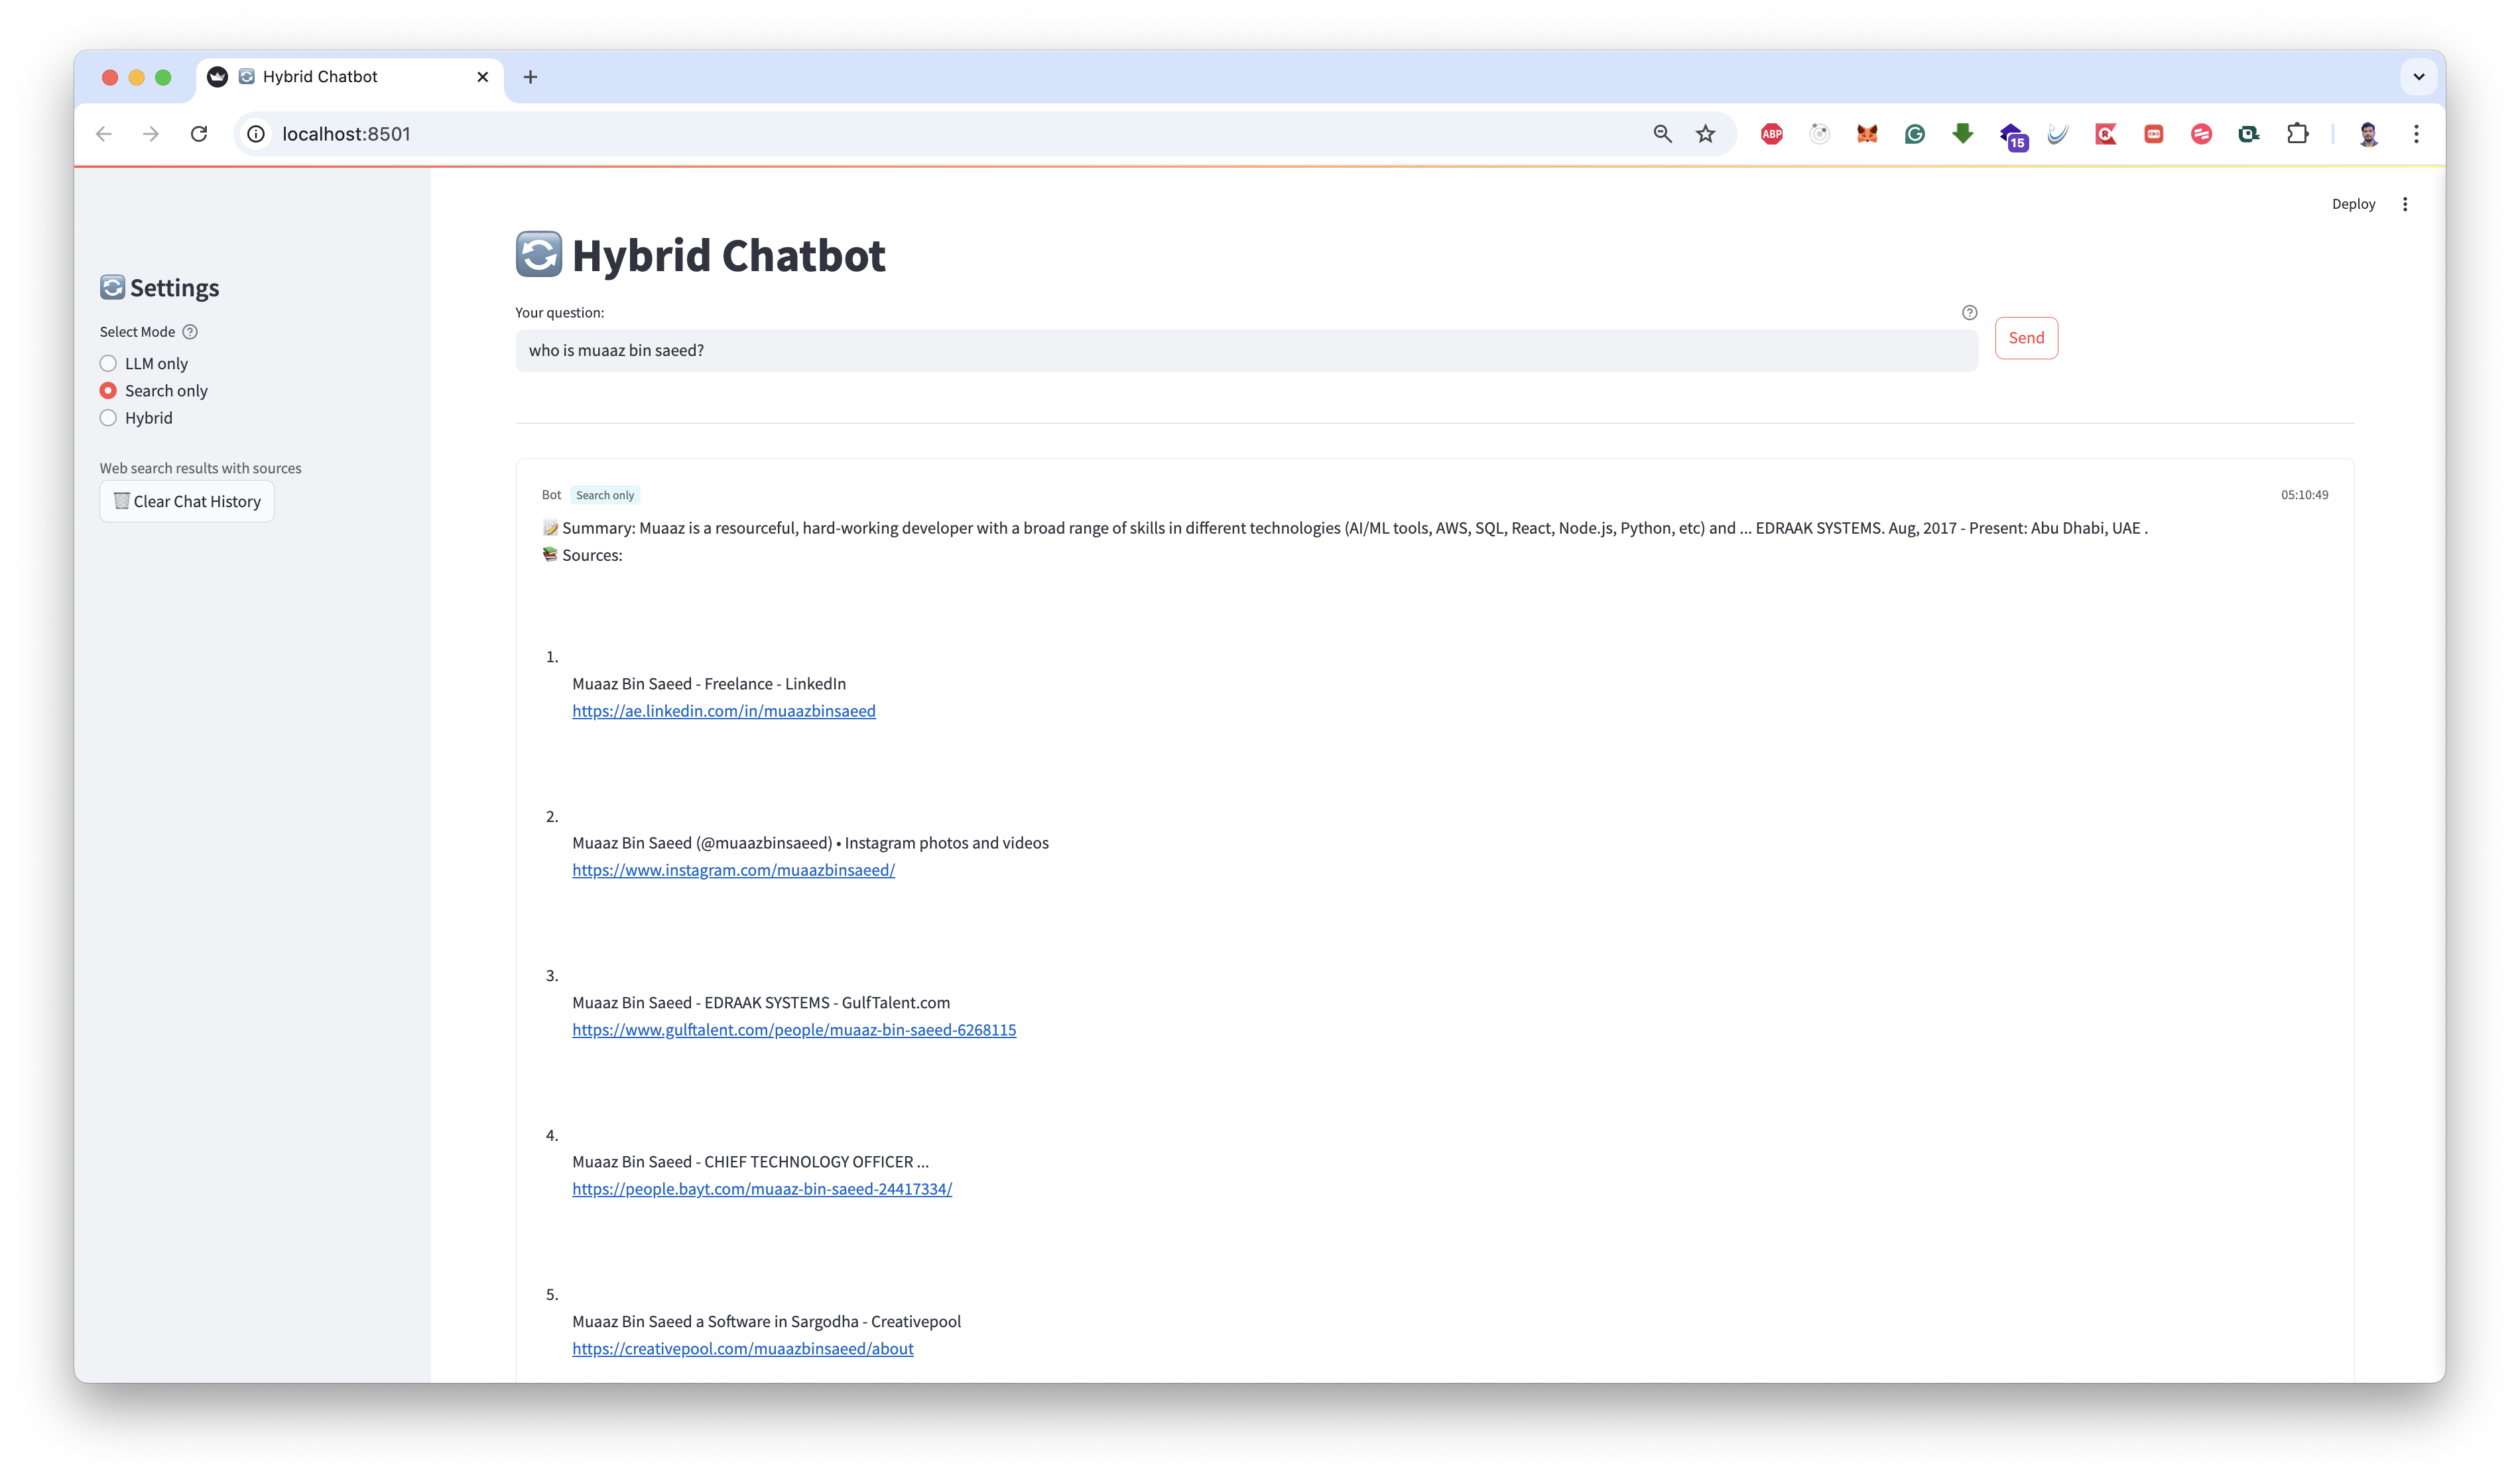 Hybrid Chatbot
localhost:8501
ABP
15
Deploy
Hybrid Chatbot
Settings
Your question:
Select Mode
who is muaaz bin saeed?
Send
LLM only
Search only
Hybrid
Web search results with sources
Clear Chat History
Bot Search only 05:10:49
Summary: Muaaz is a resourceful, hard-working developer with a broad range of skills in different technologies (AI/ML tools, AWS, SQL, React, Node.js, Python, etc) and ... EDRAAK SYSTEMS. Aug, 2017 - Present: Abu Dhabi, UAE .
Sources:
1.
Muaaz Bin Saeed - Freelance - LinkedIn
https://ae.linkedin.com/in/muaazbinsaeed
2.
Muaaz Bin Saeed (@muaazbinsaeed) • Instagram photos and videos
https://www.instagram.com/muaazbinsaeed/
3.
Muaaz Bin Saeed - EDRAAK SYSTEMS - GulfTalent.com
https://www.gulftalent.com/people/muaaz-bin-saeed-6268115
4.
Muaaz Bin Saeed - CHIEF TECHNOLOGY OFFICER ...
https://people.bayt.com/muaaz-bin-saeed-24417334/
5.
Muaaz Bin Saeed a Software in Sargodha - Creativepool
https://creativepool.com/muaazbinsaeed/about